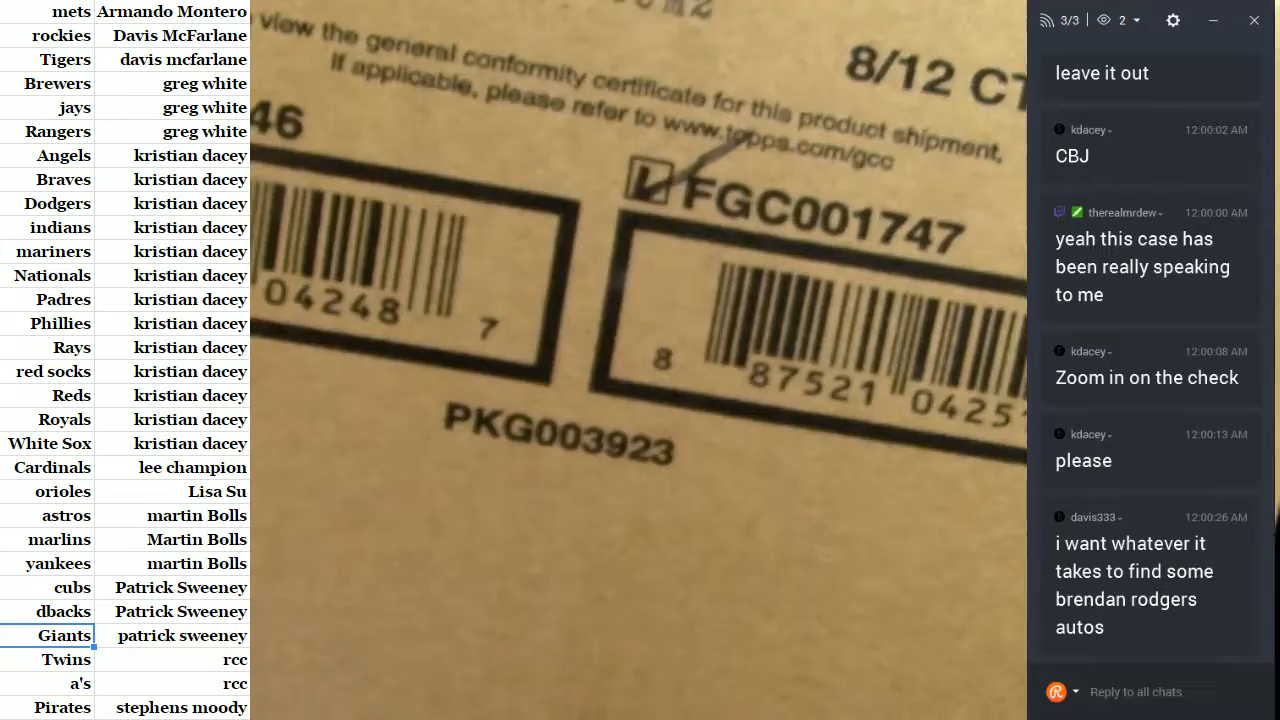 mets Armando Montero
rockies Davis McFarlane
Tigers davis mcfarlane
Brewers greg white
jays greg white
Rangers greg white
Angels kristian dacey
Braves kristian dacey
Dodgers kristian dacey
indians kristian dacey
mariners kristian dacey
Nationals kristian dacey
Padres kristian dacey
Phillies kristian dacey
Rays kristian dacey
red socks kristian dacey
Reds kristian dacey
Royals kristian dacey
White Sox kristian dacey
Cardinals lee champion
orioles Lisa Su
astros martin Bolls
marlins Martin Bolls
yankees martin Bolls
cubs Patrick Sweeney
dbacks Patrick Sweeney
Giants patrick sweeney
Twins rcc
a's rcc
Pirates stephens moody
view the general conformity certificate for this product shipment,
If applicable, please refer to www.topps.com/gcc
8/12 CT
46
04248 7
FGC001747
8 87521 0425
PKG003923
3/3 2
leave it out
kdacey 12:00:02 AM
CBJ
therealmrdew 12:00:00 AM
yeah this case has
been really speaking
to me
kdacey 12:00:08 AM
Zoom in on the check
kdacey 12:00:13 AM
please
davis333 12:00:26 AM
i want whatever it
takes to find some
brendan rodgers
autos
Reply to all chats